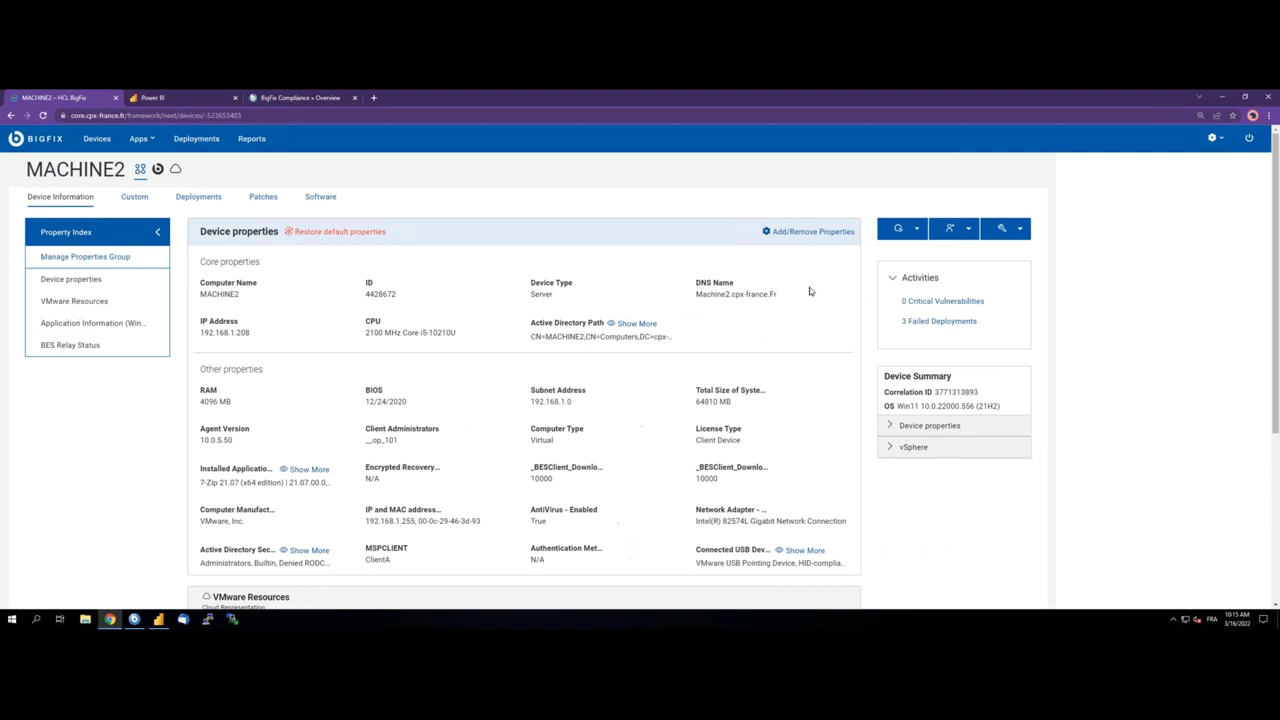 MACHINE2 – HCL BigFix
Power BI
BigFix Compliance » Overview
core.cpx-france.fr/framework/next/devices/-523653403
BIGFIX
Devices
Apps
Deployments
Reports
MACHINE2
Device Information
Custom
Deployments
Patches
Software
Property Index
Manage Properties Group
Device properties
VMware Resources
Application Information (Win...
BES Relay Status
Device properties
Restore default properties
Add/Remove Properties
Core properties
Computer Name
ID
Device Type
DNS Name
MACHINE2
4428672
Server
Machine2.cpx-france.Fr
IP Address
CPU
Active Directory Path
Show More
192.168.1.208
2100 MHz Core i5-10210U
CN=MACHINE2,CN=Computers,DC=cpx-..
Other properties
RAM
BIOS
Subnet Address
Total Size of Syste...
4096 MB
12/24/2020
192.168.1.0
64810 MB
Agent Version
Client Administrators
Computer Type
License Type
10.0.5.50
__op_101
Virtual
Client Device
Installed Applicatio...
Show More
Encrypted Recovery...
_BESClient_Downlo...
_BESClient_Downlo...
7-Zip 21.07 (x64 edition) | 21.07.00.0,..
N/A
10000
10000
Computer Manufact...
IP and MAC address...
AntiVirus - Enabled
Network Adapter - ...
VMware, Inc.
192.168.1.255, 00-0c-29-46-3d-93
True
Intel(R) 82574L Gigabit Network Connection
Active Directory Sec...
Show More
MSPCLIENT
Authentication Met...
Connected USB Dev...
Show More
Administrators, Builtin, Denied RODC...
ClientA
N/A
VMware USB Pointing Device, HID-complia..
VMware Resources
Cloud Representation
Activities
0 Critical Vulnerabilities
3 Failed Deployments
Device Summary
Correlation ID 3771313893
OS Win11 10.0.22000.556 (21H2)
Device properties
vSphere
FRA
10:15 AM
3/16/2022